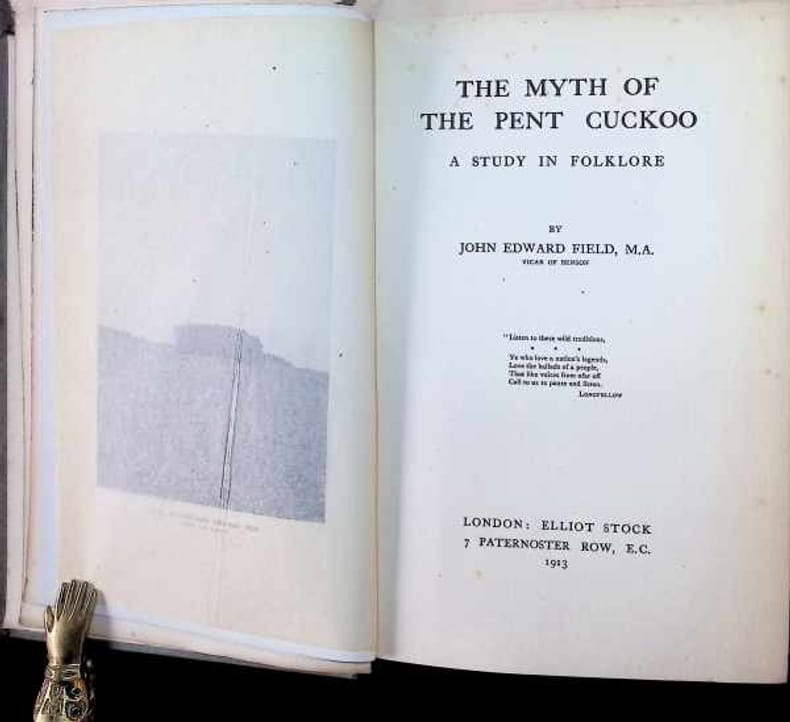 THE MYTH OF
THE PENT CUCKOO
A STUDY IN FOLKLORE
BY
JOHN EDWARD FIELD, M.A.
VICAR OF BENSON
"Listen to these wild traditions,
* * *
Ye who love a nation's legends,
Love the ballads of a people,
That like voices from afar off
Call to us to pause and listen.
LONGFELLOW
LONDON: ELLIOT STOCK
7 PATERNOSTER ROW, E.C.
1913